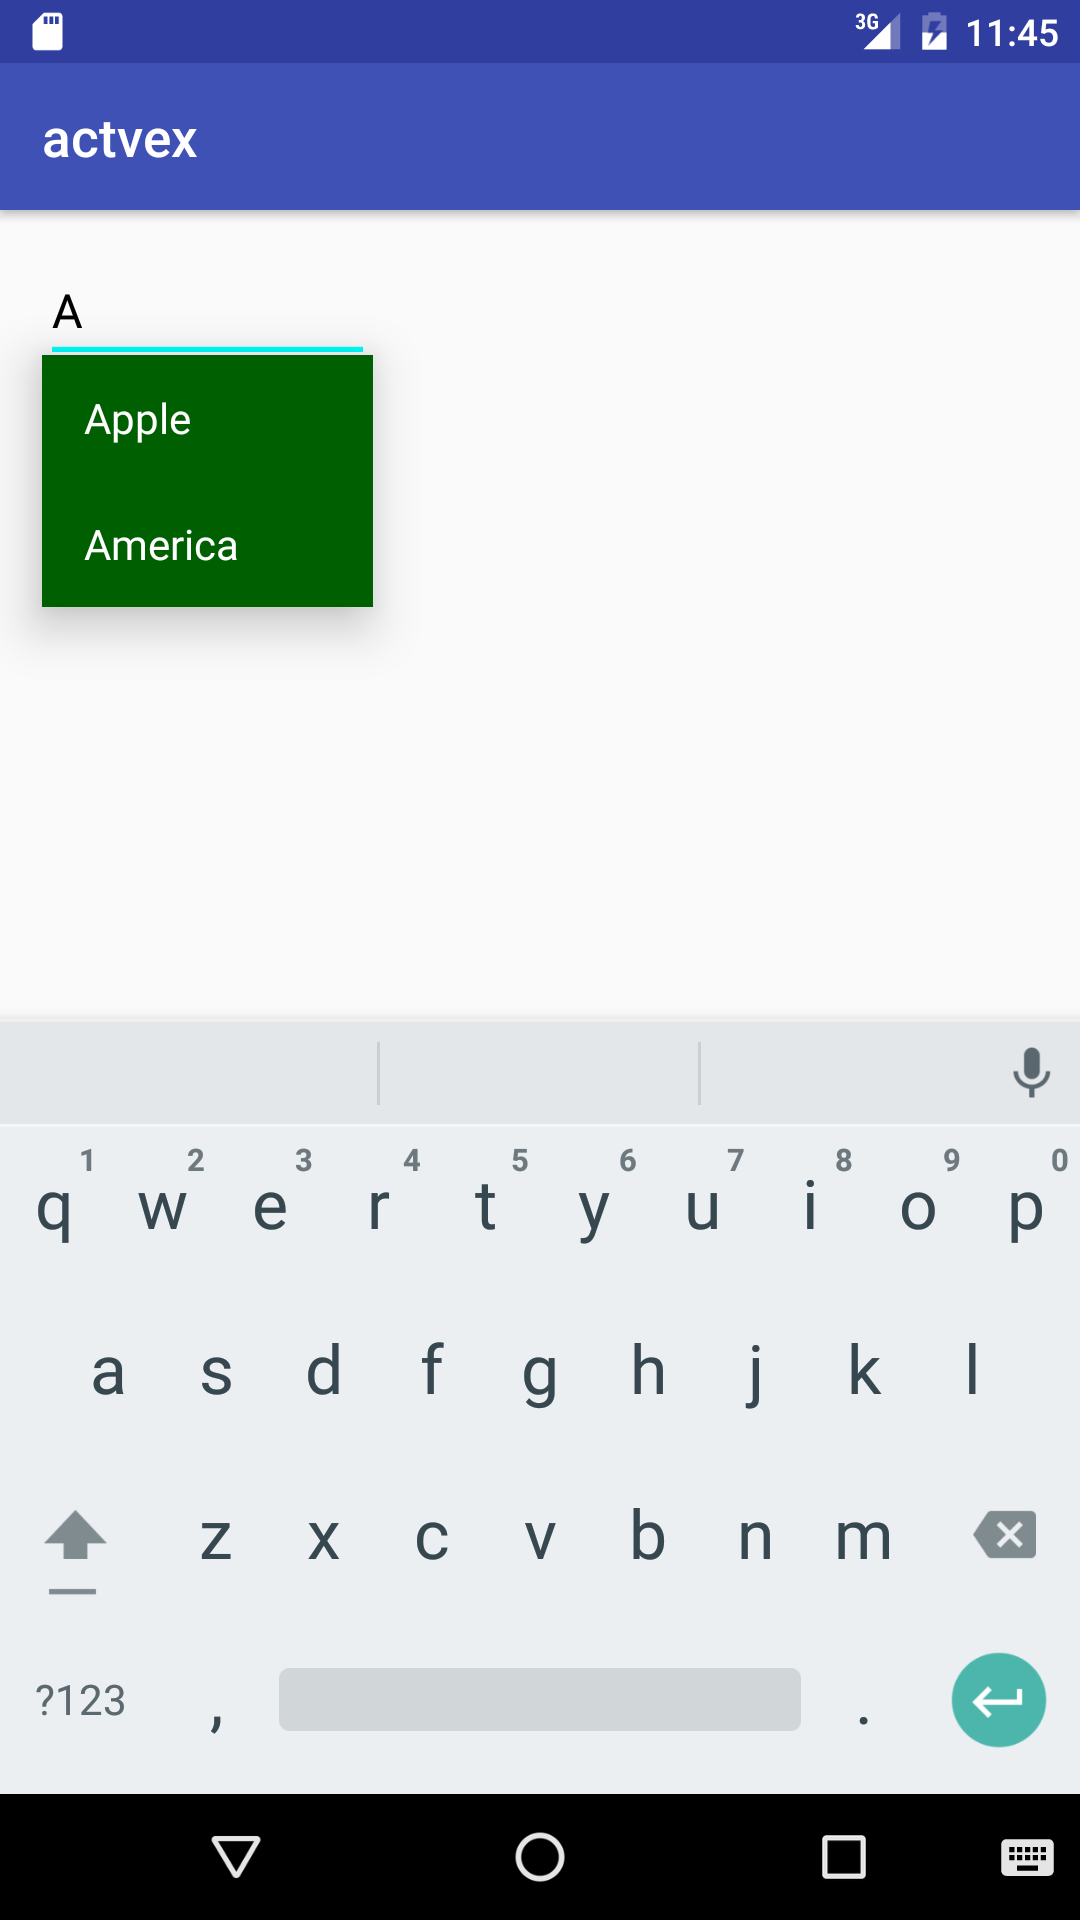 3G 11:45
actvex
A
Apple
America
1 2 3 4 5 6 7 8 9 0
q w e r t y u i o p
a s d f g h j k l
z x c v b n m
?123 , .